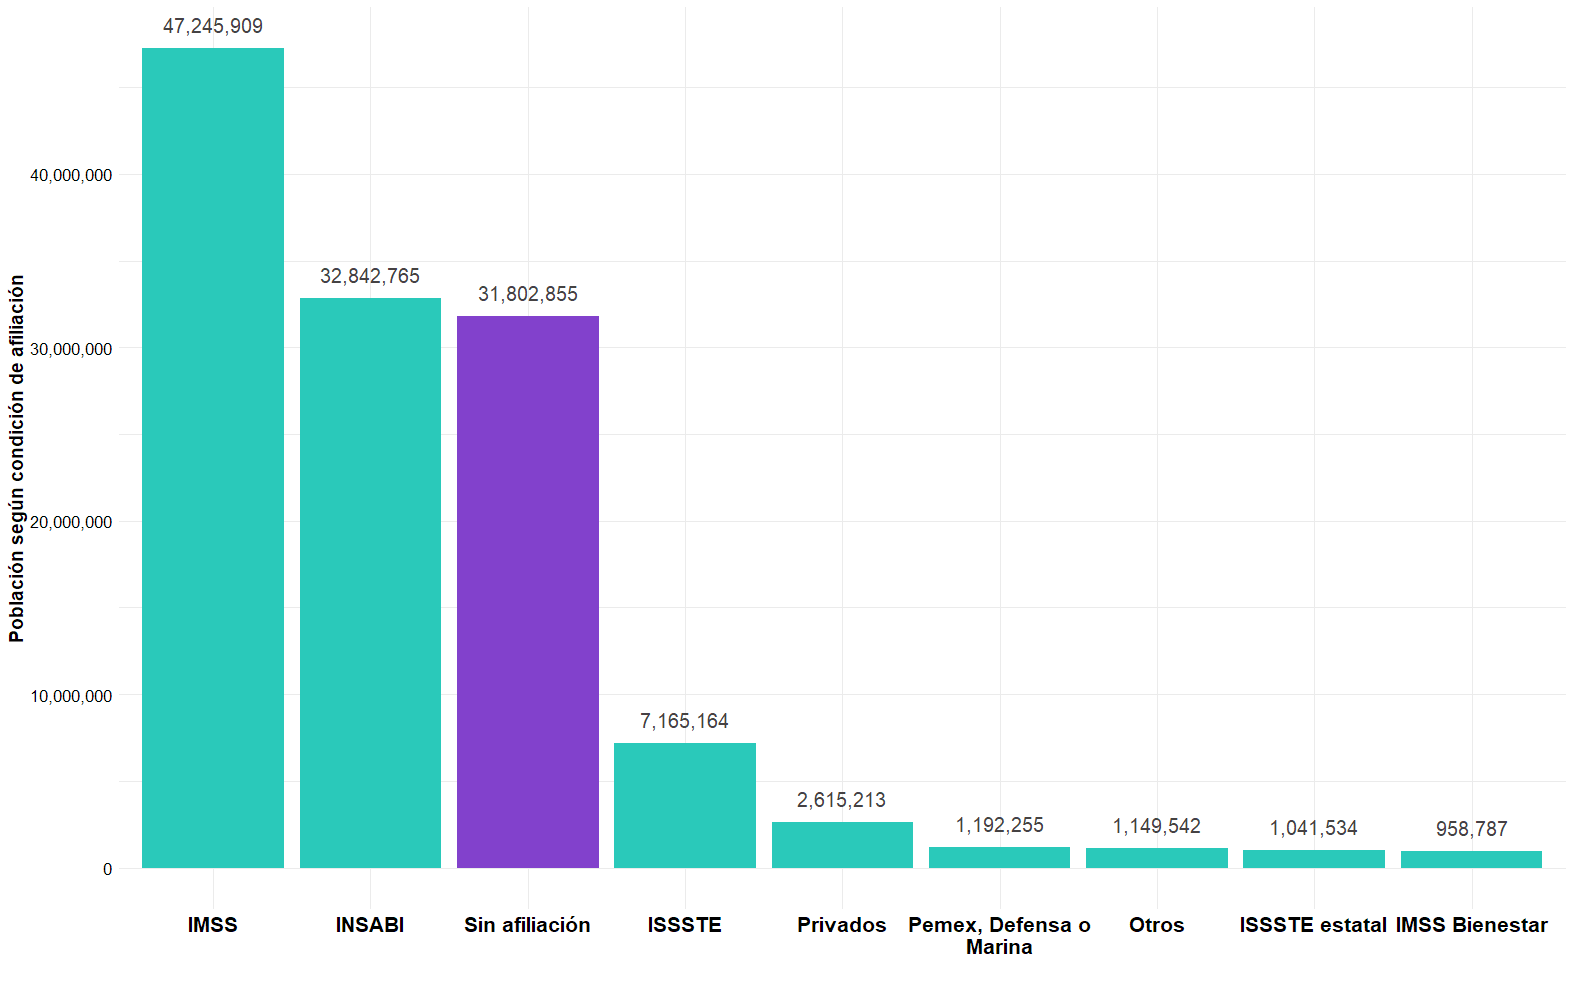 47,245,909
32,842,765
31,802,855
7,165,164
2,615,213
1,192,255
1,149,542
1,041,534
958,787
Población según condición de afiliación
40,000,000
30,000,000
20,000,000
10,000,000
0
IMSS
INSABI
Sin afiliación
ISSSTE
Privados
Pemex, Defensa o
Marina
Otros
ISSSTE estatal
IMSS Bienestar